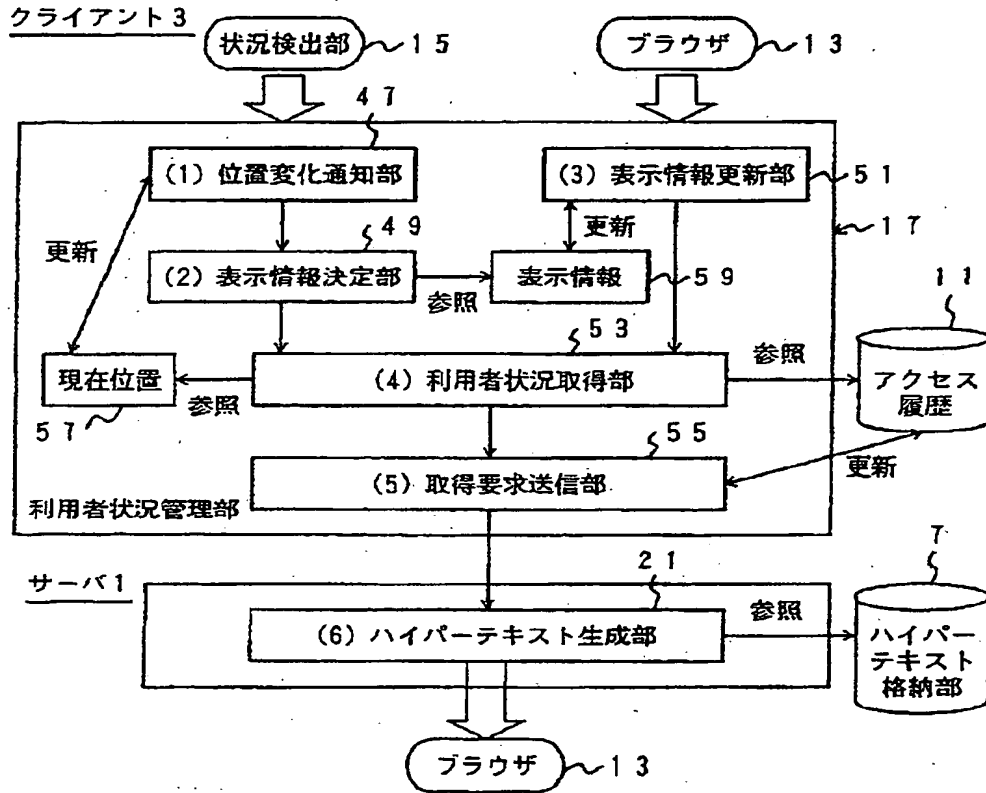 クライアント3
状況検出部
15
ブラウザ
13
47
(1) 位置変化通知部
(3) 表示情報更新部
51
17
更新
49
更新
(2) 表示情報決定部
参照
表示情報
59
11
53
現在位置
参照
(4) 利用者状況取得部
参照
アクセス
履歴
57
55
(5) 取得要求送信部
更新
利用者状況管理部
サーバ1
21
7
(6) ハイパーテキスト生成部
参照
ハイパー
テキスト
格納部
ブラウザ
13